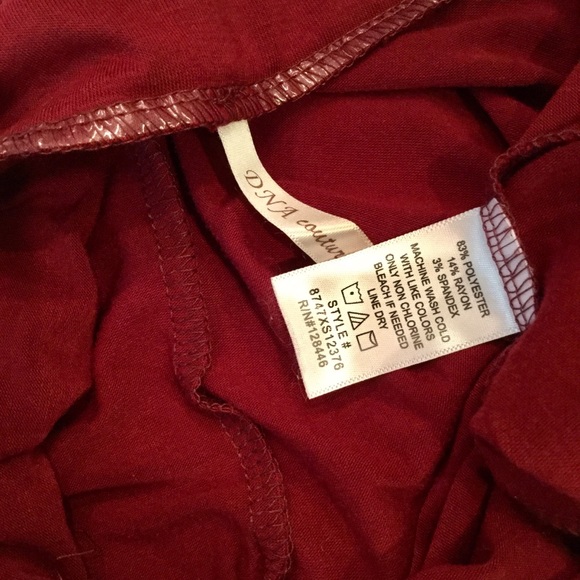 DNA couture
83% POLYESTER
14% RAYON
3% SPANDEX
MACHINE WASH COLD
WITH LIKE COLORS
ONLY NON CHLORINE
BLEACH IF NEEDED
LINE DRY
STYLE #
8747XS12376
R/N#128446